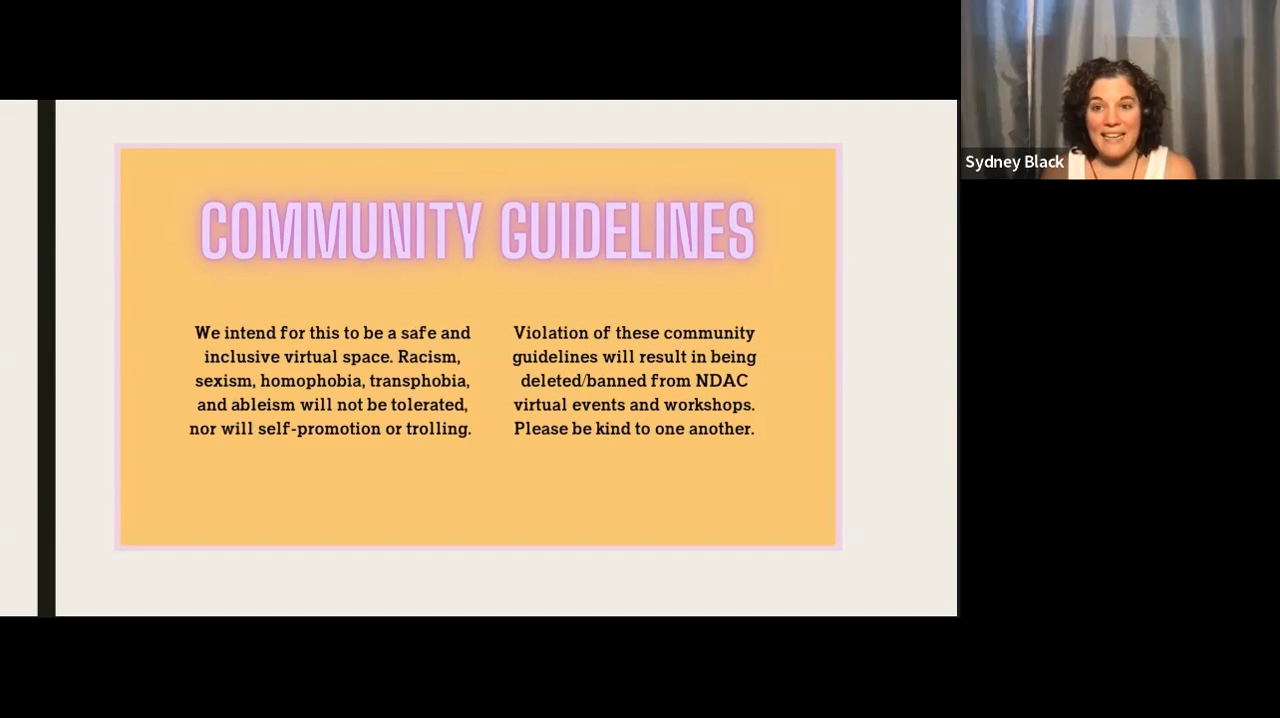 COMMUNITY GUIDELINES
We intend for this to be a safe and
inclusive virtual space. Racism,
sexism, homophobia, transphobia,
and ableism will not be tolerated,
nor will self-promotion or trolling.
Violation of these community
guidelines will result in being
deleted/banned from NDAC
virtual events and workshops.
Please be kind to one another.
Sydney Black